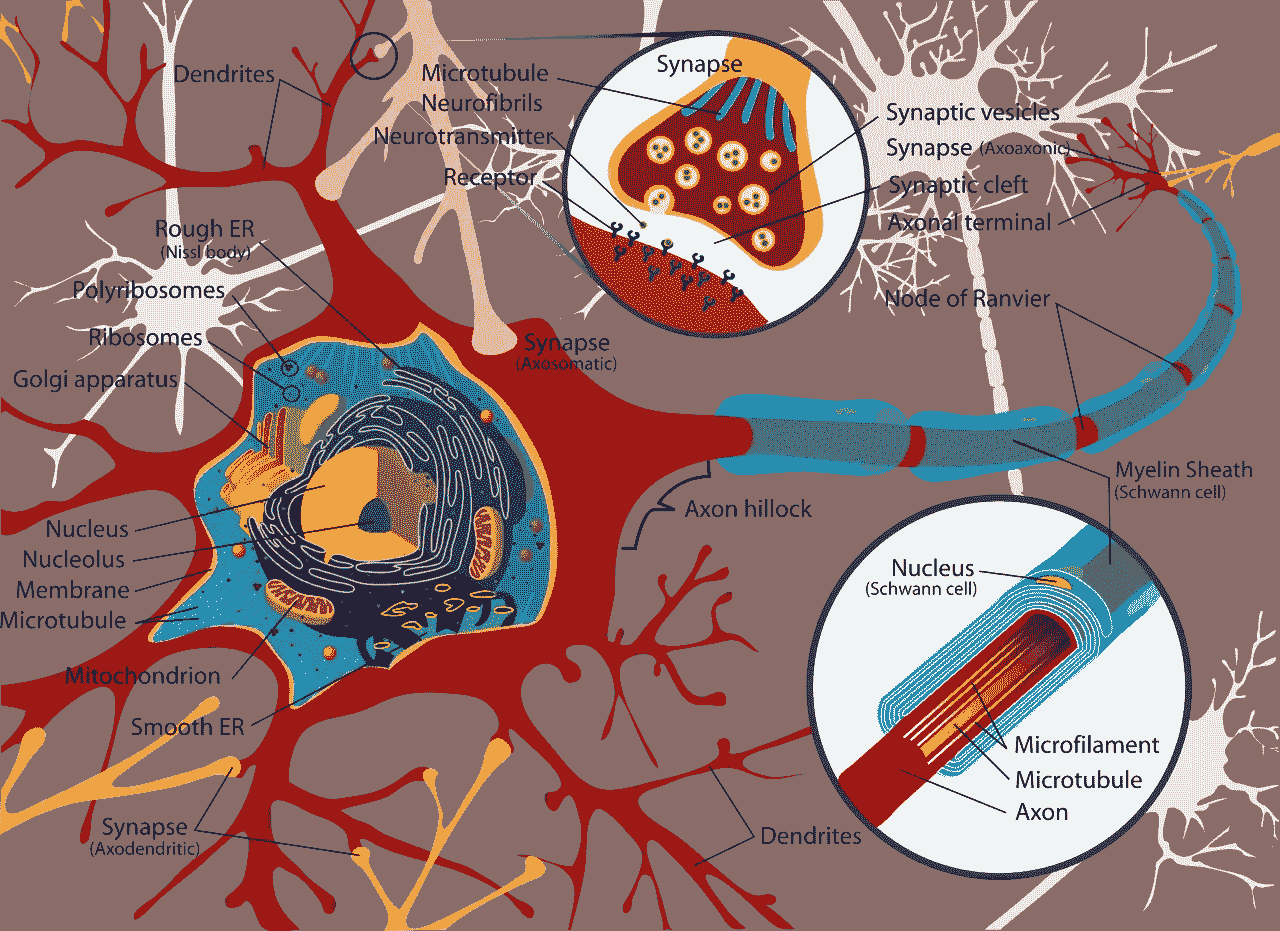 Dendrites
Microtubule
Neurofibrils
Neurotransmitter
Receptor
Synapse
Synaptic vesicles
Synapse (Axoaxonic)
Synaptic cleft
Axonal terminal
Rough ER
(Nissl body)
Polyribosomes
Ribosomes
Golgi apparatus
Synapse
(Axosomatic)
Node of Ranvier
Myelin Sheath
(Schwann cell)
Axon hillock
Nucleus
Nucleolus
Membrane
Microtubule
Mitochondrion
Smooth ER
Synapse
(Axodendritic)
Dendrites
Nucleus
(Schwann cell)
Microfilament
Microtubule
Axon